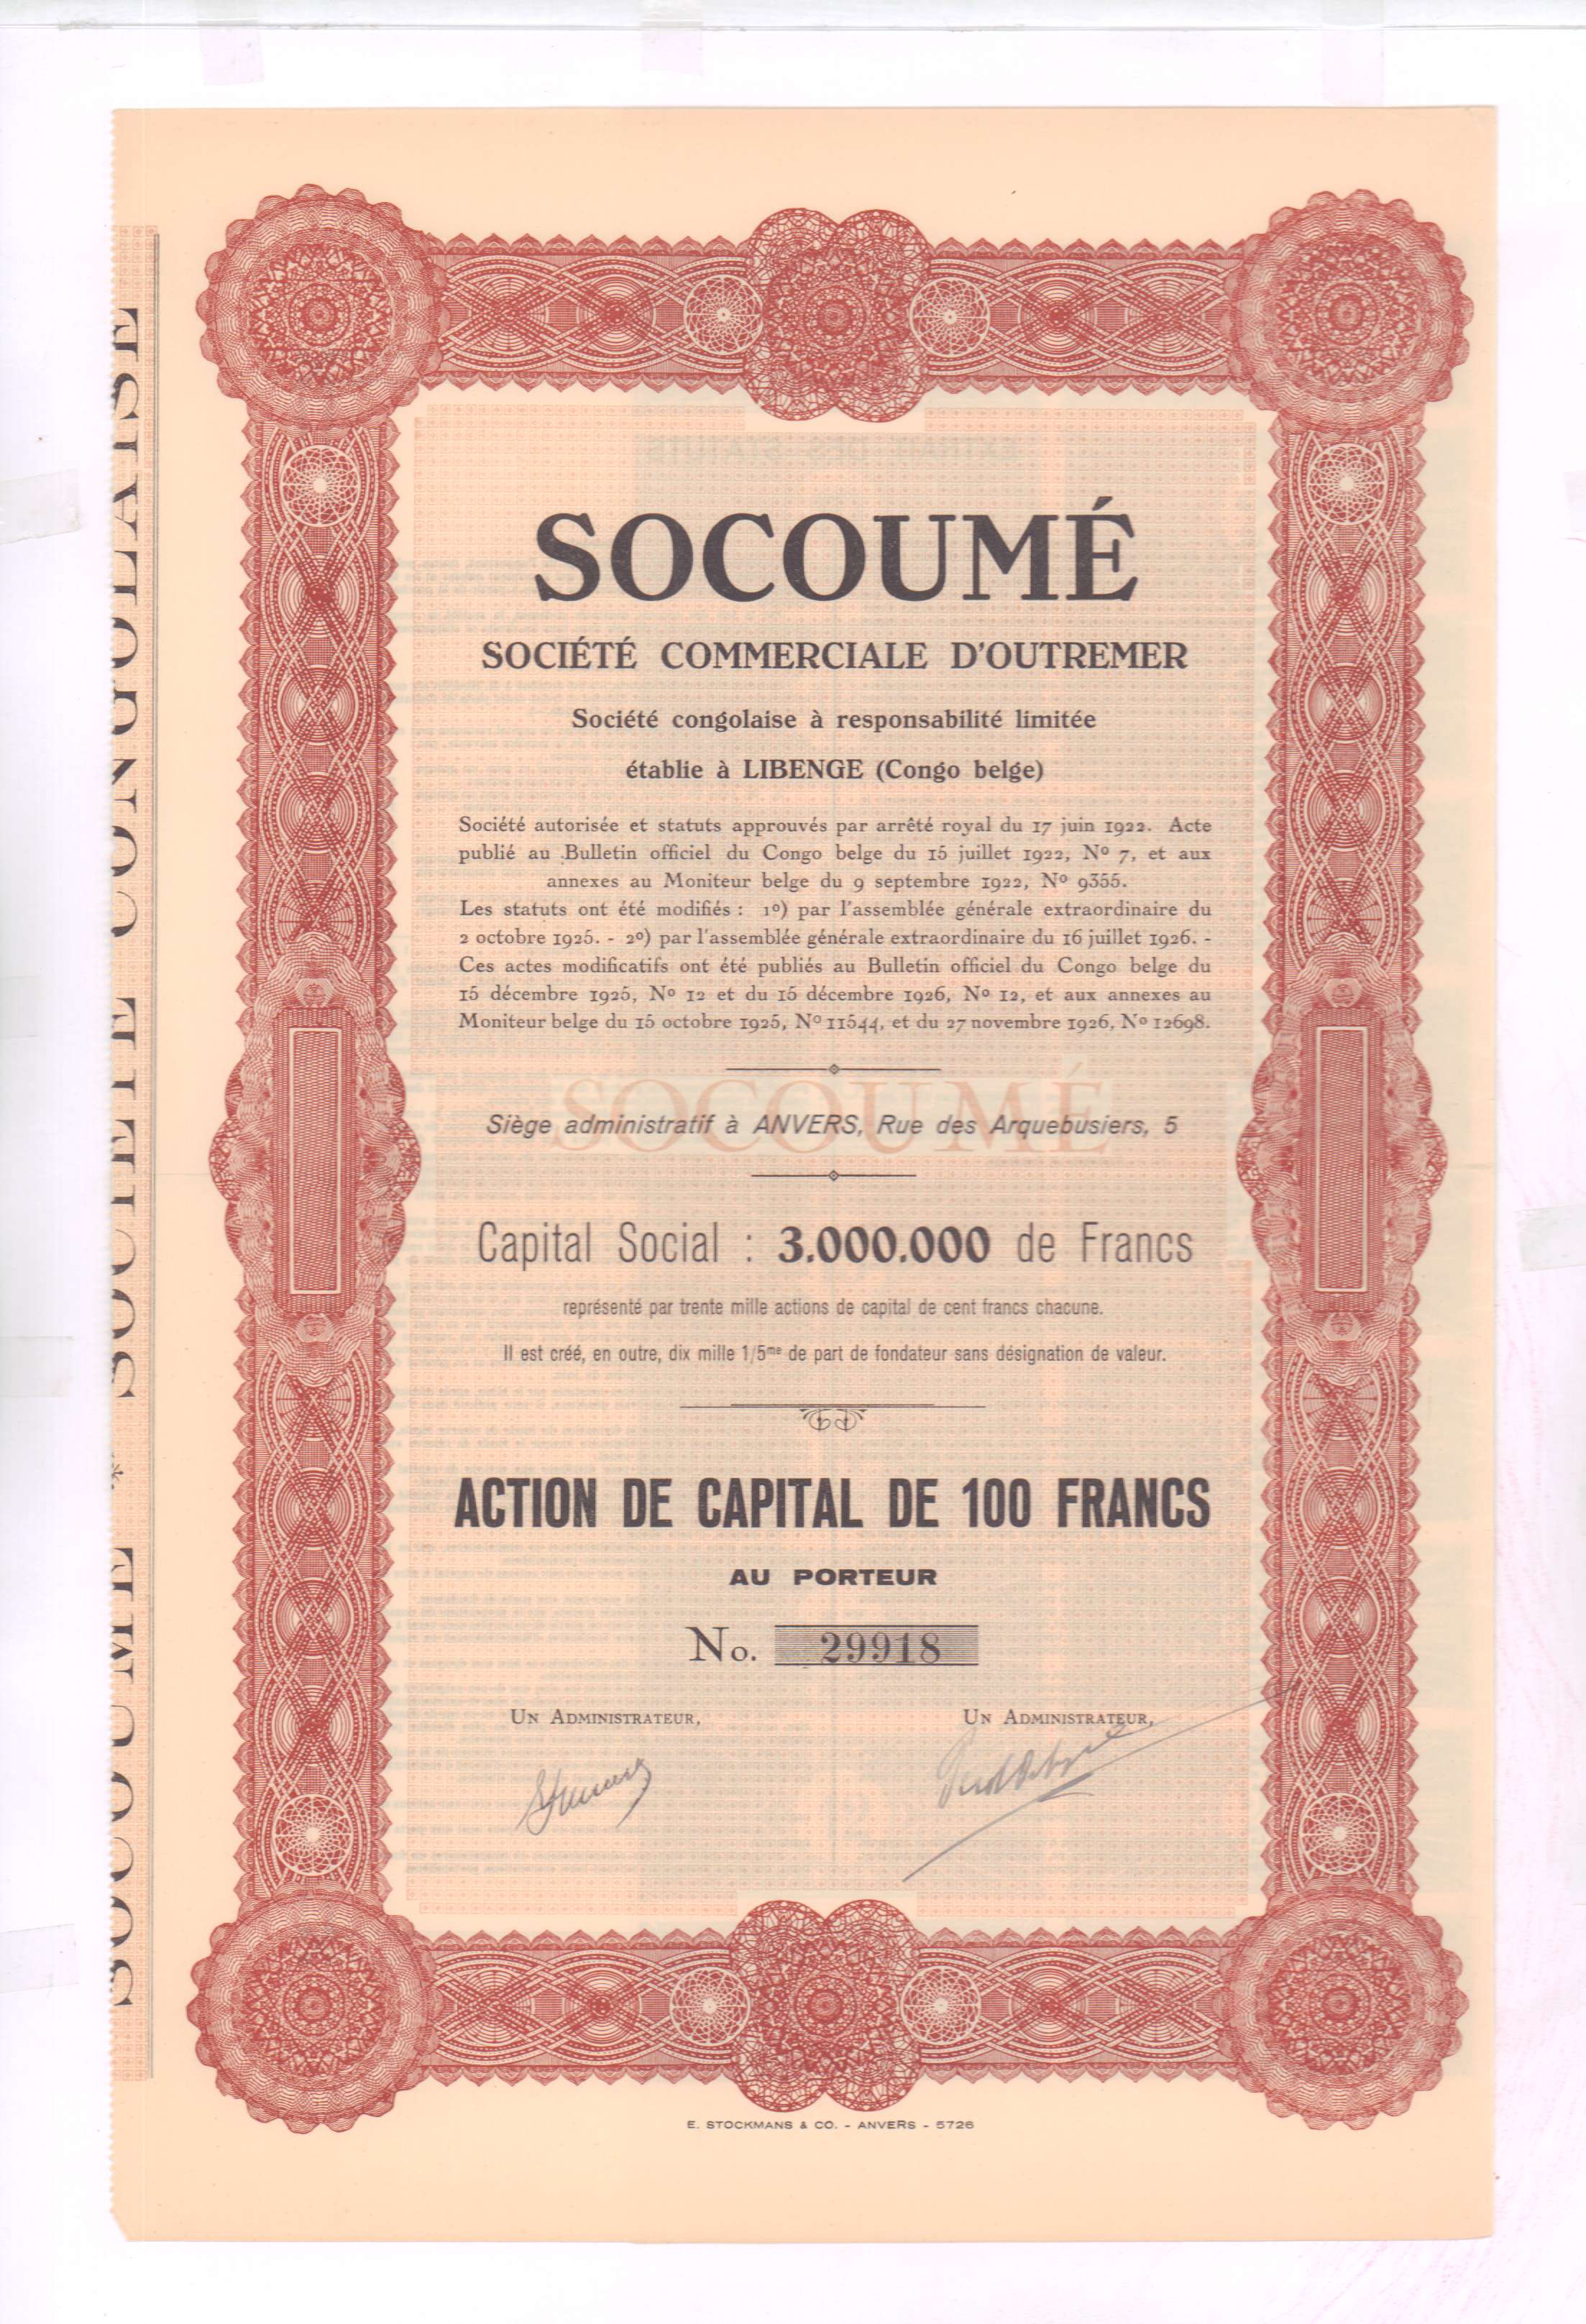 SOCOUMÉ
SOCIÉTÉ COMMERCIALE D'OUTREMER
Société congolaise à responsabilité limitée
établie à LIBENGE (Congo belge)
Société autorisée et statuts approuvés par arrêté royal du 17 juin 1922. Acte
publié au Bulletin officiel du Congo belge du 15 juillet 1922, Nº 7, et aux
annexes au Moniteur belge du 9 septembre 1922, Nº 9355.
Les statuts ont été modifiés : 1º) par l'assemblée générale extraordinaire du
2 octobre 1925. - 2º) par l'assemblée générale extraordinaire du 16 juillet 1926. -
Ces actes modificatifs ont été publiés au Bulletin officiel du Congo belge du
15 décembre 1925, Nº 12 et du 15 décembre 1926, Nº 12, et aux annexes au
Moniteur belge du 15 octobre 1925, Nº 11544, et du 27 novembre 1926, Nº 12698.
SOCOUMÉ
Siège administratif à ANVERS, Rue des Arquebusiers, 5
Capital Social : 3.000.000 de Francs
représenté par trente mille actions de capital de cent francs chacune.
Il est créé, en outre, dix mille 1/5me de part de fondateur sans désignation de valeur.
ACTION DE CAPITAL DE 100 FRANCS
AU PORTEUR
No. 29918
UN ADMINISTRATEUR, UN ADMINISTRATEUR,
E. STOCKMANS & CO. - ANVERS - 5726
SOCOUMÉ * SOCIÉTÉ CONGOLAISE